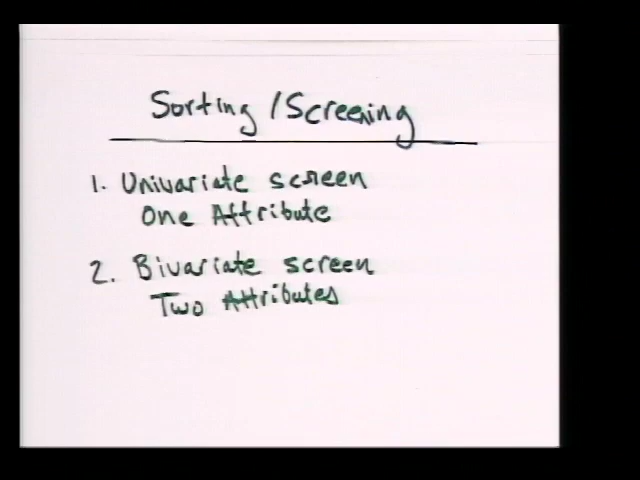 Sorting / Screening
1. Univariate screen
One Attribute
2. Bivariate screen
Two Attributes